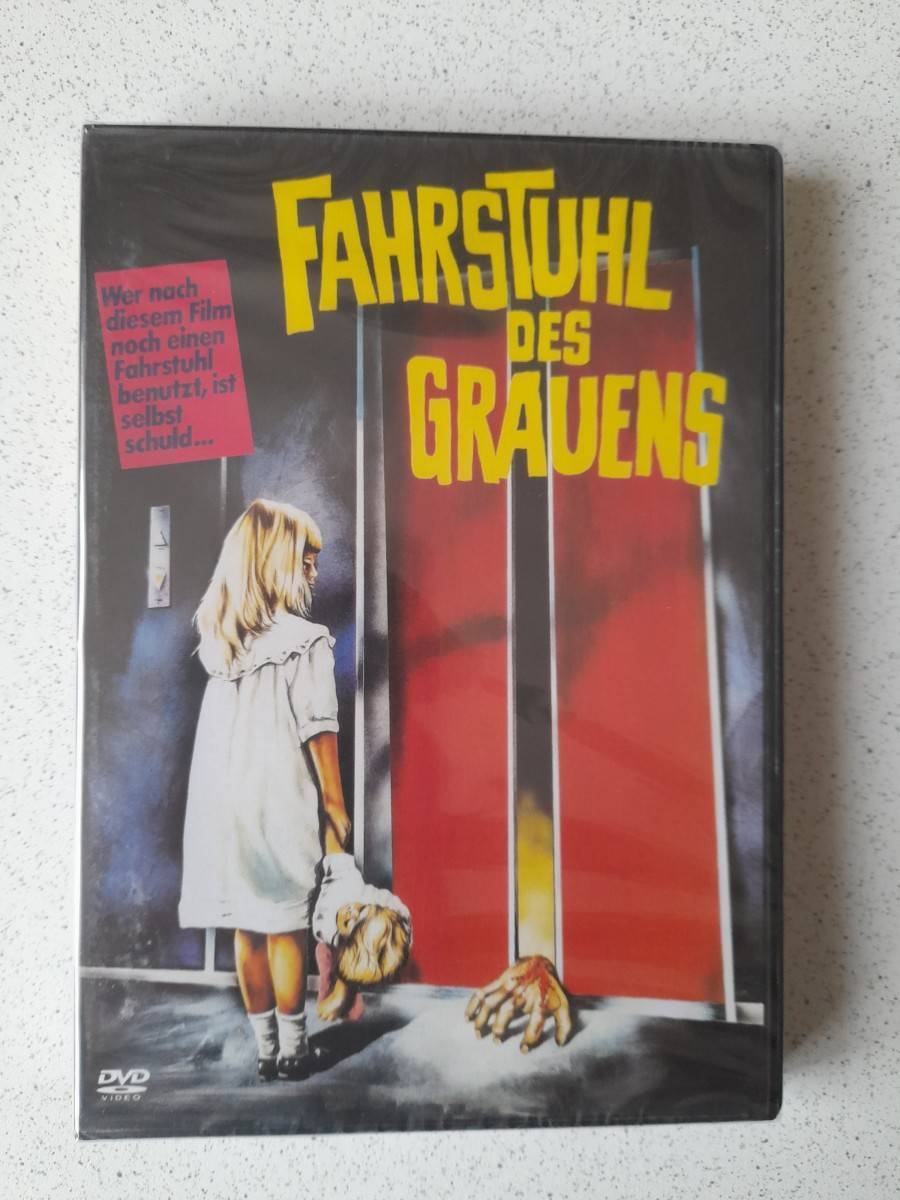 FAHRSTUHL
DES
GRAUENS
Wer nach
diesem Film
noch einen
Fahrstuhl
benutzt, ist
selbst
schuld...
DVD
VIDEO